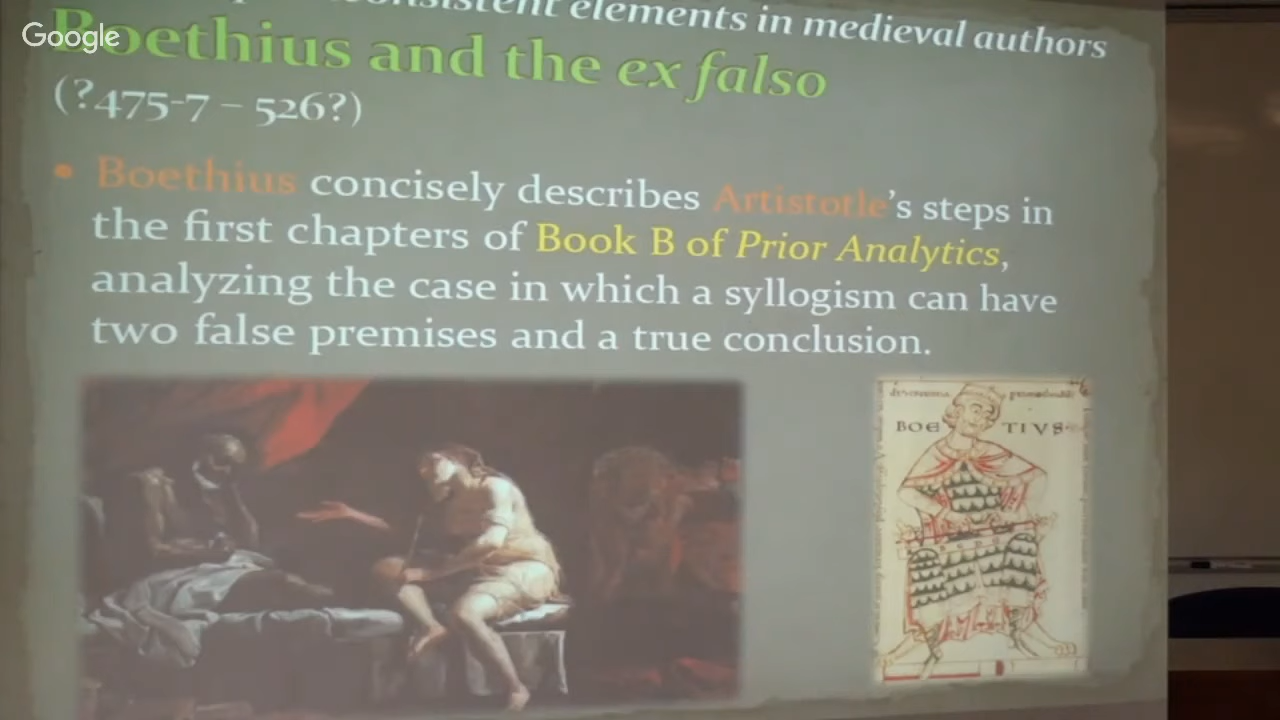 Google
elements in medieval authors
Boethius and the ex falso
(?475-7 – 526?)
• Boethius concisely describes Artistotle's steps in
the first chapters of Book B of Prior Analytics,
analyzing the case in which a syllogism can have
two false premises and a true conclusion.
BOE TIVS